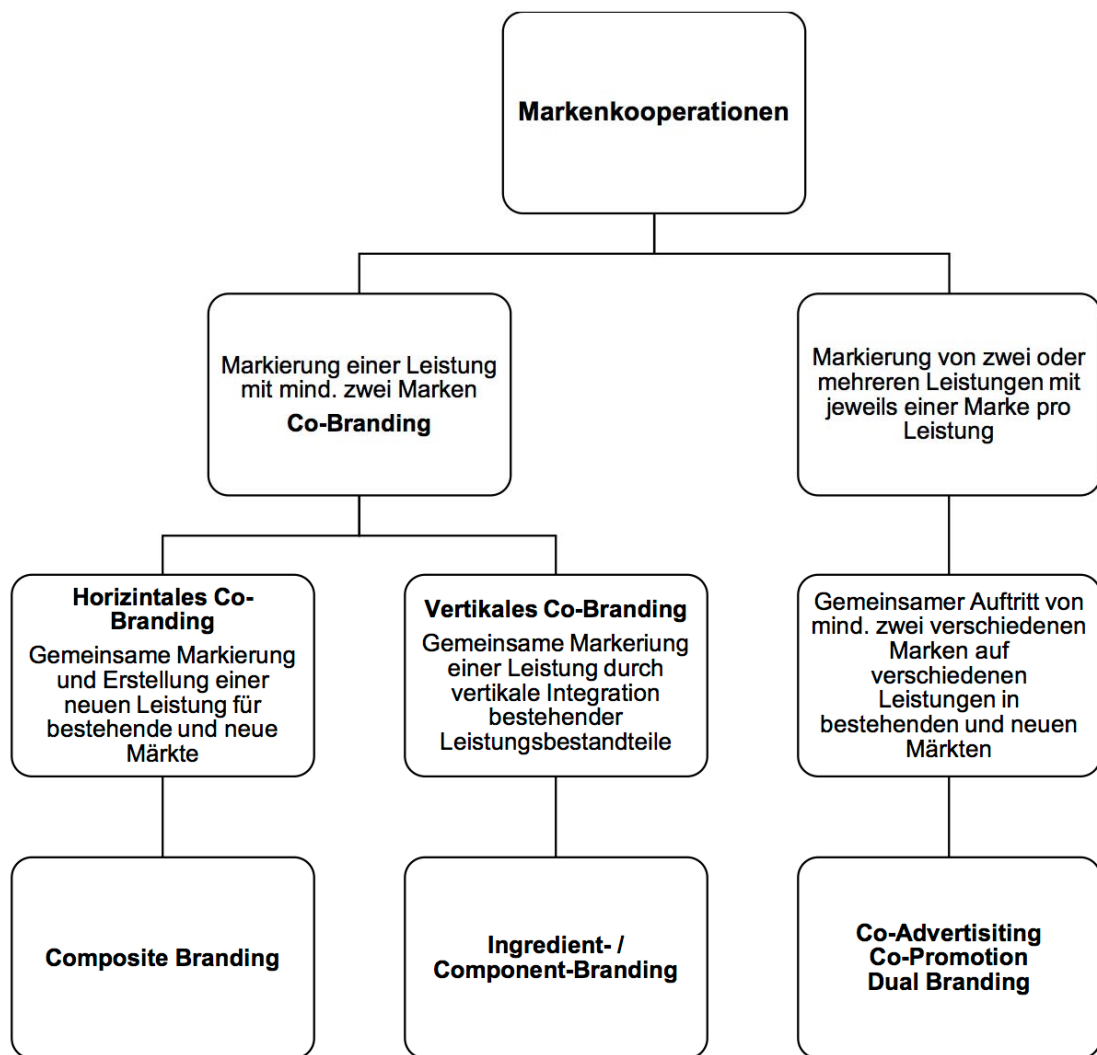 Markenkooperationen
Markierung einer Leistung
mit mind. zwei Marken
Co-Branding
Markierung von zwei oder
mehreren Leistungen mit
jeweils einer Marke pro
Leistung
Horizintales Co-
Branding
Gemeinsame Markierung
und Erstellung einer
neuen Leistung für
bestehende und neue
Märkte
Vertikales Co-Branding
Gemeinsame Markeriung
einer Leistung durch
vertikale Integration
bestehender
Leistungsbestandteile
Gemeinsamer Auftritt von
mind. zwei verschiedenen
Marken auf
verschiedenen
Leistungen in
bestehenden und neuen
Märkten
Composite Branding
Ingredient- /
Component-Branding
Co-Advertisiting
Co-Promotion
Dual Branding